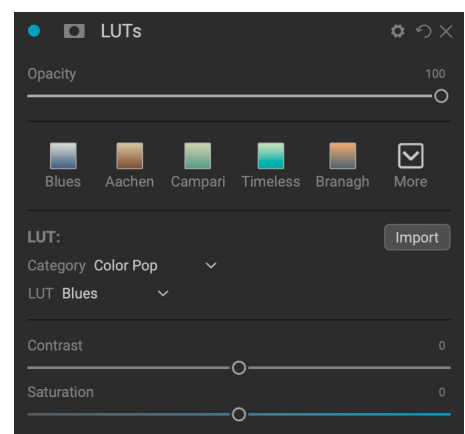 LUTs
Opacity 100
Blues Aachen Campari Timeless Branagh More
LUT: Import
Category Color Pop
LUT Blues
Contrast 0
Saturation 0